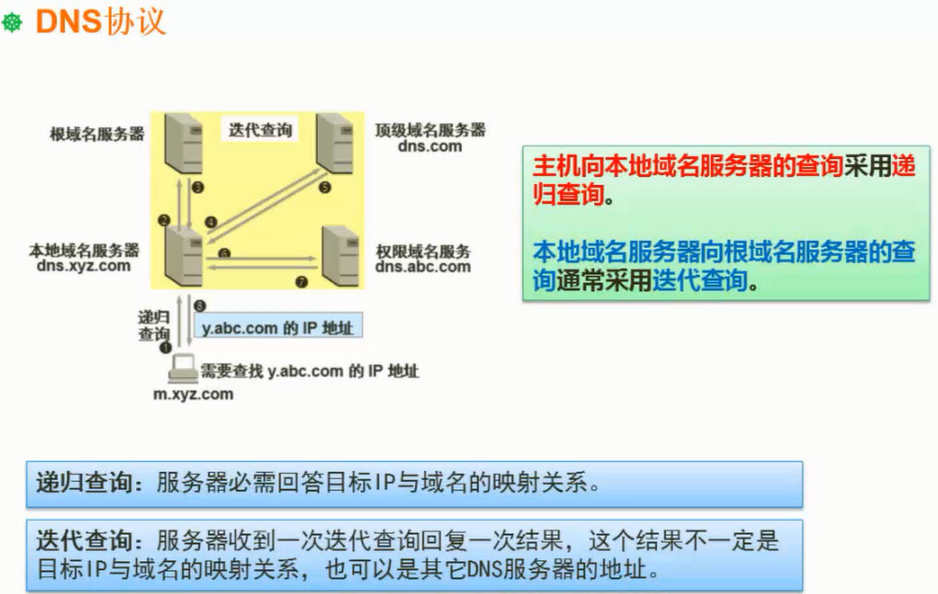 DNS协议
根域名服务器
迭代查询
顶级域名服务器
dns.com
❸
❺
❷
❹
本地域名服务器
dns.xyz.com
❻
权限域名服务
dns.abc.com
❼
递归
查询
❽
y.abc.com 的 IP 地址
❶
需要查找 y.abc.com 的 IP 地址
m.xyz.com
主机向本地域名服务器的查询采用递
归查询。
本地域名服务器向根域名服务器的查
询通常采用迭代查询。
递归查询：服务器必需回答目标IP与域名的映射关系。
迭代查询：服务器收到一次迭代查询回复一次结果，这个结果不一定是
目标IP与域名的映射关系，也可以是其它DNS服务器的地址。